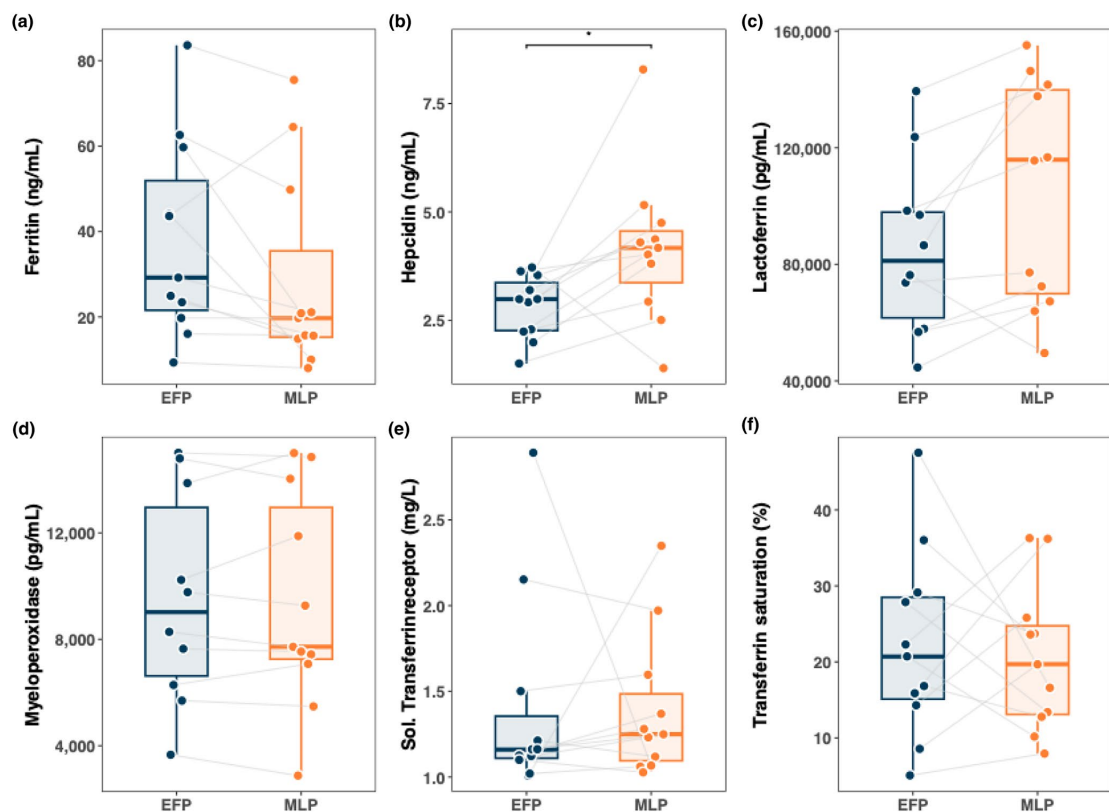 (a)
Ferritin (ng/mL)
80
60
40
20
EFP MLP
(b)
Hepcidin (ng/mL)
*
7.5
5.0
2.5
EFP MLP
(c)
Lactoferrin (pg/mL)
160,000
120,000
80,000
40,000
EFP MLP
(d)
Myeloperoxidase (pg/mL)
12,000
8,000
4,000
EFP MLP
(e)
Sol. Transferrinreceptor (mg/L)
2.5
2.0
1.5
1.0
EFP MLP
(f)
Transferrin saturation (%)
40
30
20
10
EFP MLP